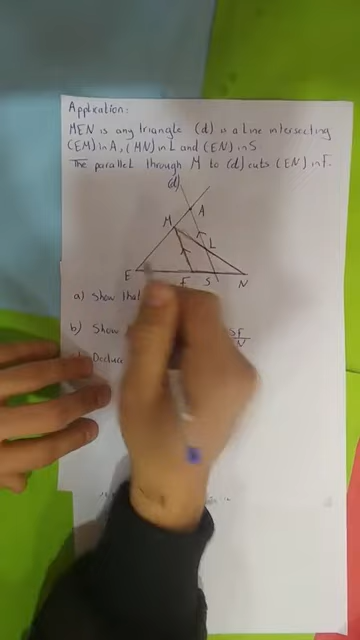 Application:
MEN is any triangle (d) is a Line intersecting
(EM) in A, (MN) in L and (EN) in S.
The parallel through M to (d) cuts (EN) in F.
(d)
M
A
L
E
F
S
N
a) Show that
b) Show
SF
N